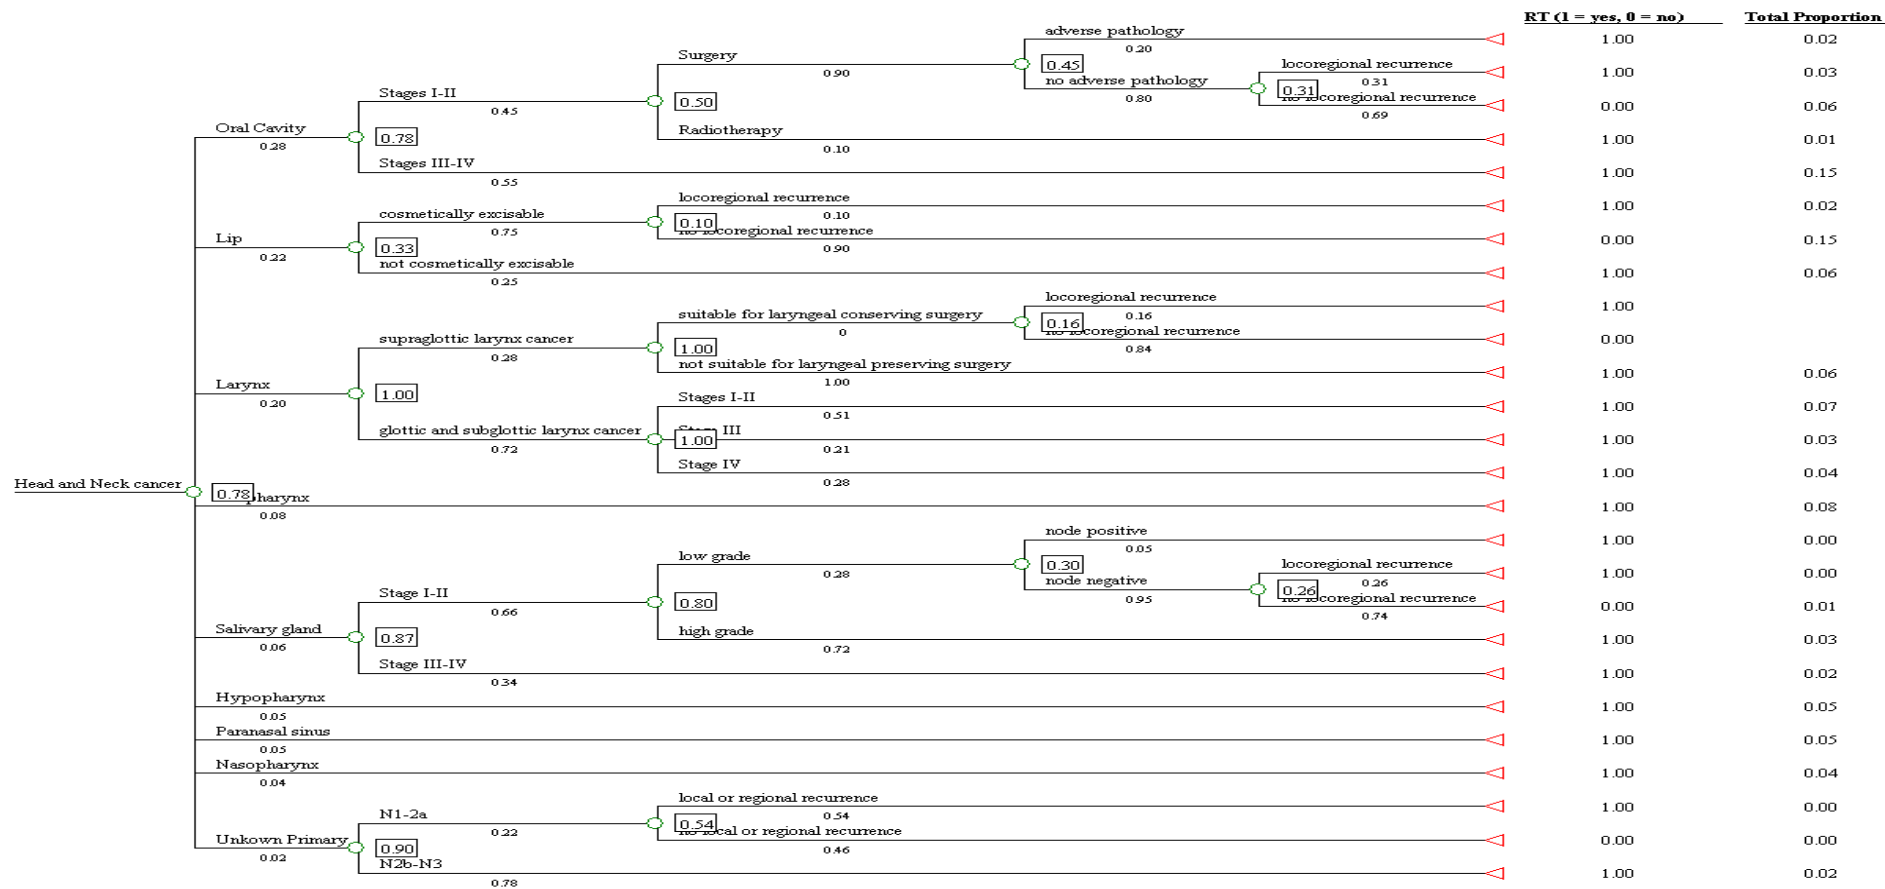 RT (1 = yes, 0 = no) Total Proportion
adverse pathology 1.00 0.02
0.20
Surgery
0.90
0.45
locoregional recurrence 1.00 0.03
0.31
no adverse pathology
0.80
0.31
locoregional recurrence 0.00 0.06
0.69
Stages I-II
0.45
0.50
Radiotherapy 1.00 0.01
0.10
Oral Cavity
0.28
0.78
Stages III-IV 1.00 0.15
0.55
locoregional recurrence 1.00 0.02
0.10
cosmetically excisable
0.75
0.10
locoregional recurrence 0.00 0.15
0.90
Lip
0.22
0.33
not cosmetically excisable 1.00 0.06
0.25
locoregional recurrence 1.00
0.16
suitable for laryngeal conserving surgery
0
0.16
locoregional recurrence 0.00
0.84
supraglottic larynx cancer
0.28
1.00
not suitable for laryngeal preserving surgery 1.00 0.06
1.00
Larynx
0.20
1.00
Stages I-II 1.00 0.07
0.51
glottic and subglottic larynx cancer
0.72
1.00
III 1.00 0.03
0.21
Stage IV 1.00 0.04
0.28
Head and Neck cancer
0.78
pharynx 1.00 0.08
0.08
node positive 1.00 0.00
0.05
low grade
0.28
0.30
locoregional recurrence 1.00 0.00
0.26
node negative
0.95
0.26
locoregional recurrence 0.00 0.01
0.74
Stage I-II
0.66
0.80
high grade 1.00 0.03
0.72
Salivary gland
0.06
0.87
Stage III-IV 1.00 0.02
0.34
Hypopharynx 1.00 0.05
0.05
Paranasal sinus 1.00 0.05
0.05
Nasopharynx 1.00 0.04
0.04
local or regional recurrence 1.00 0.00
0.54
N1-2a
0.22
0.54
or regional recurrence 0.00 0.00
0.46
Unkown Primary
0.02
0.90
N2b-N3 1.00 0.02
0.78